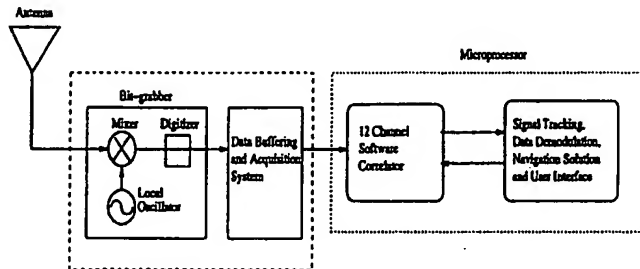 Antenna
Microprocessor
Bit-grabber
Mixer
Digitizer
Local
Oscillator
Data Buffering
and Acquisition
System
12 Channel
Software
Correlator
Signal Tracking,
Data Demodulation,
Navigation Solution
and User Interface